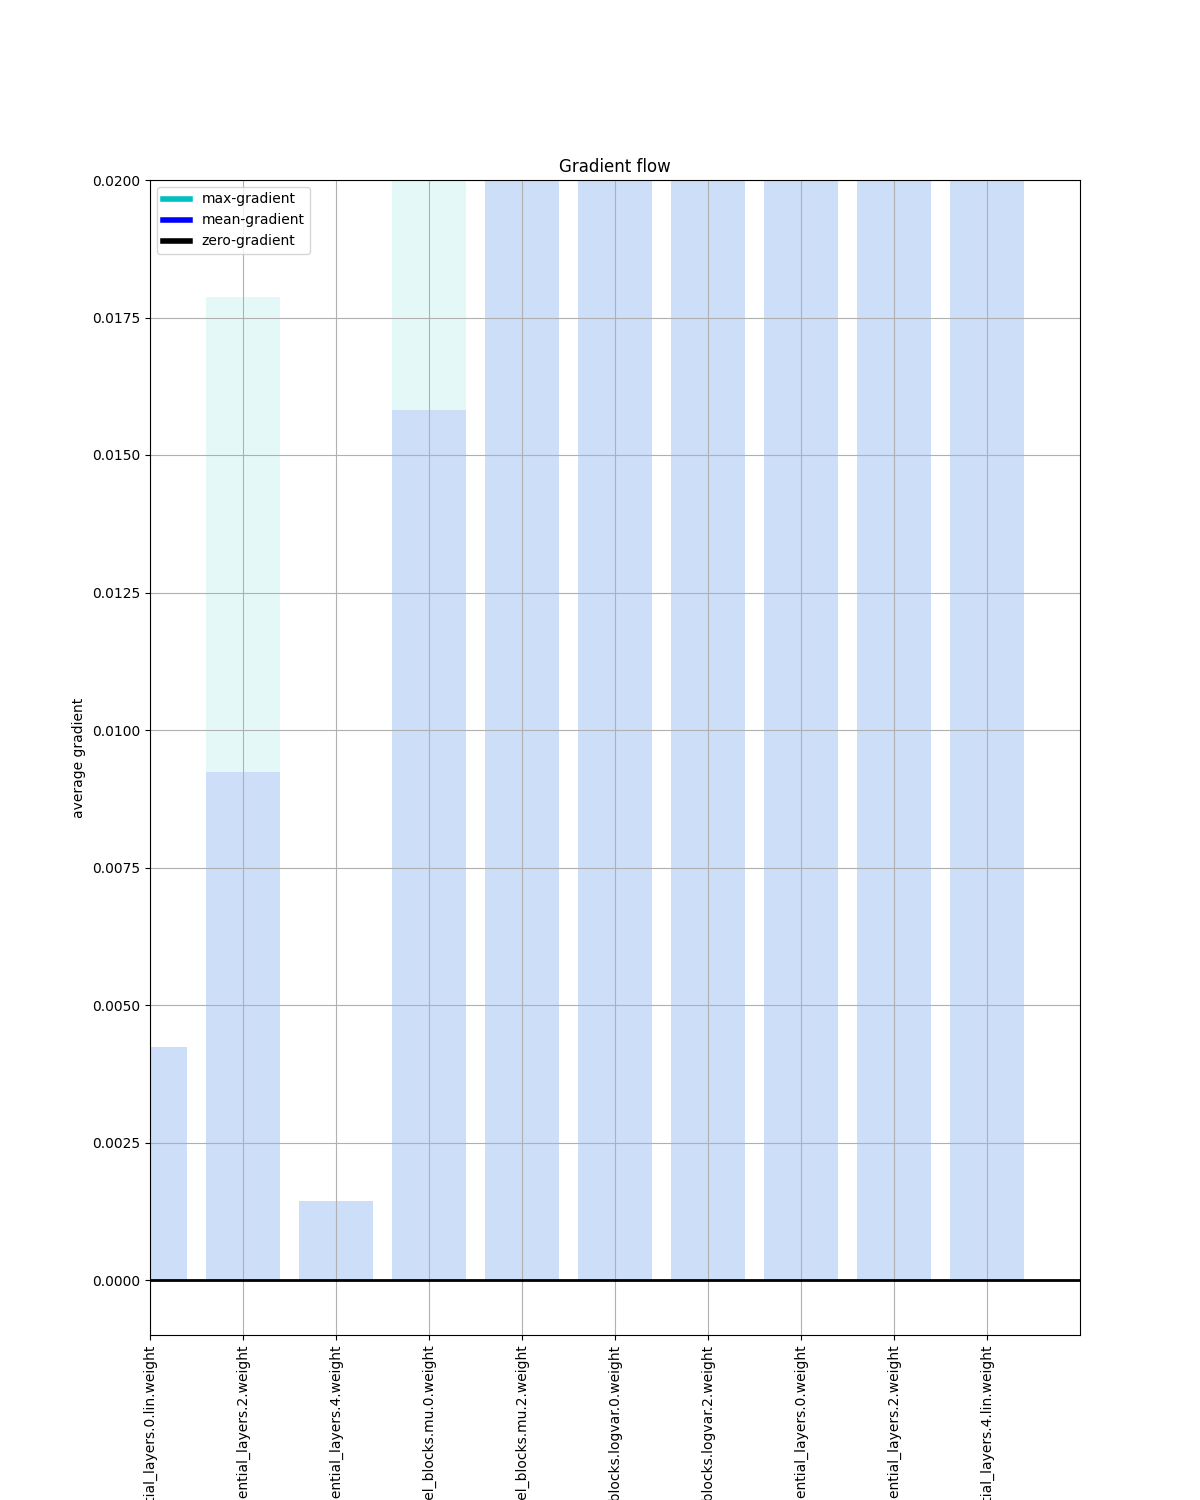 Gradient flow
max-gradient
mean-gradient
zero-gradient
0.0200
0.0175
0.0150
0.0125
0.0100
0.0075
0.0050
0.0025
0.0000
average gradient
tial_layers.0.lin.weight
ential_layers.2.weight
ential_layers.4.weight
el_blocks.mu.0.weight
el_blocks.mu.2.weight
blocks.logvar.0.weight
blocks.logvar.2.weight
ential_layers.0.weight
ential_layers.2.weight
tial_layers.4.lin.weight